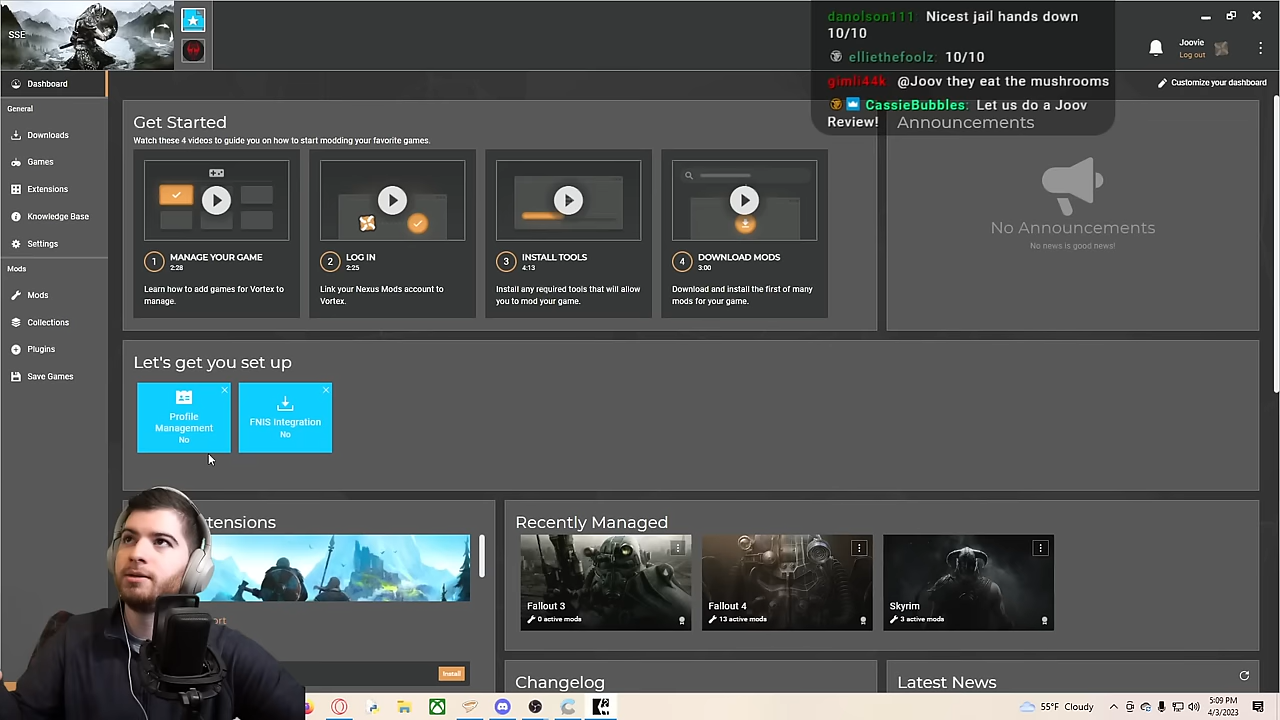 SSE
danolson111 Nicest jail hands down
10/10
elliethefoolz: 10/10
gimli44k @Joov they eat the mushrooms
CassieBubbles: Let us do a Joov
Review!
Joovie
Log out
Customize your dashboard
Dashboard
General
Downloads
Games
Extensions
Knowledge Base
Settings
Mods
Mods
Collections
Plugins
Save Games
Get Started
Watch these 4 videos to guide you on how to start modding your favorite games.
1 MANAGE YOUR GAME
2:28
Learn how to add games for Vortex to
manage.
2 LOG IN
2:25
Link your Nexus Mods account to
Vortex.
3 INSTALL TOOLS
4:13
Install any required tools that will allow
you to mod your game.
4 DOWNLOAD MODS
3:00
Download and install the first of many
mods for your game.
Announcements
No Announcements
No news is good news!
Let's get you set up
Profile
Management
No
FNIS Integration
No
tensions
ort
Install
Recently Managed
Fallout 3
0 active mods
Fallout 4
13 active mods
Skyrim
3 active mods
Changelog
Latest News
55°F Cloudy
5:09 PM
4/3/2023